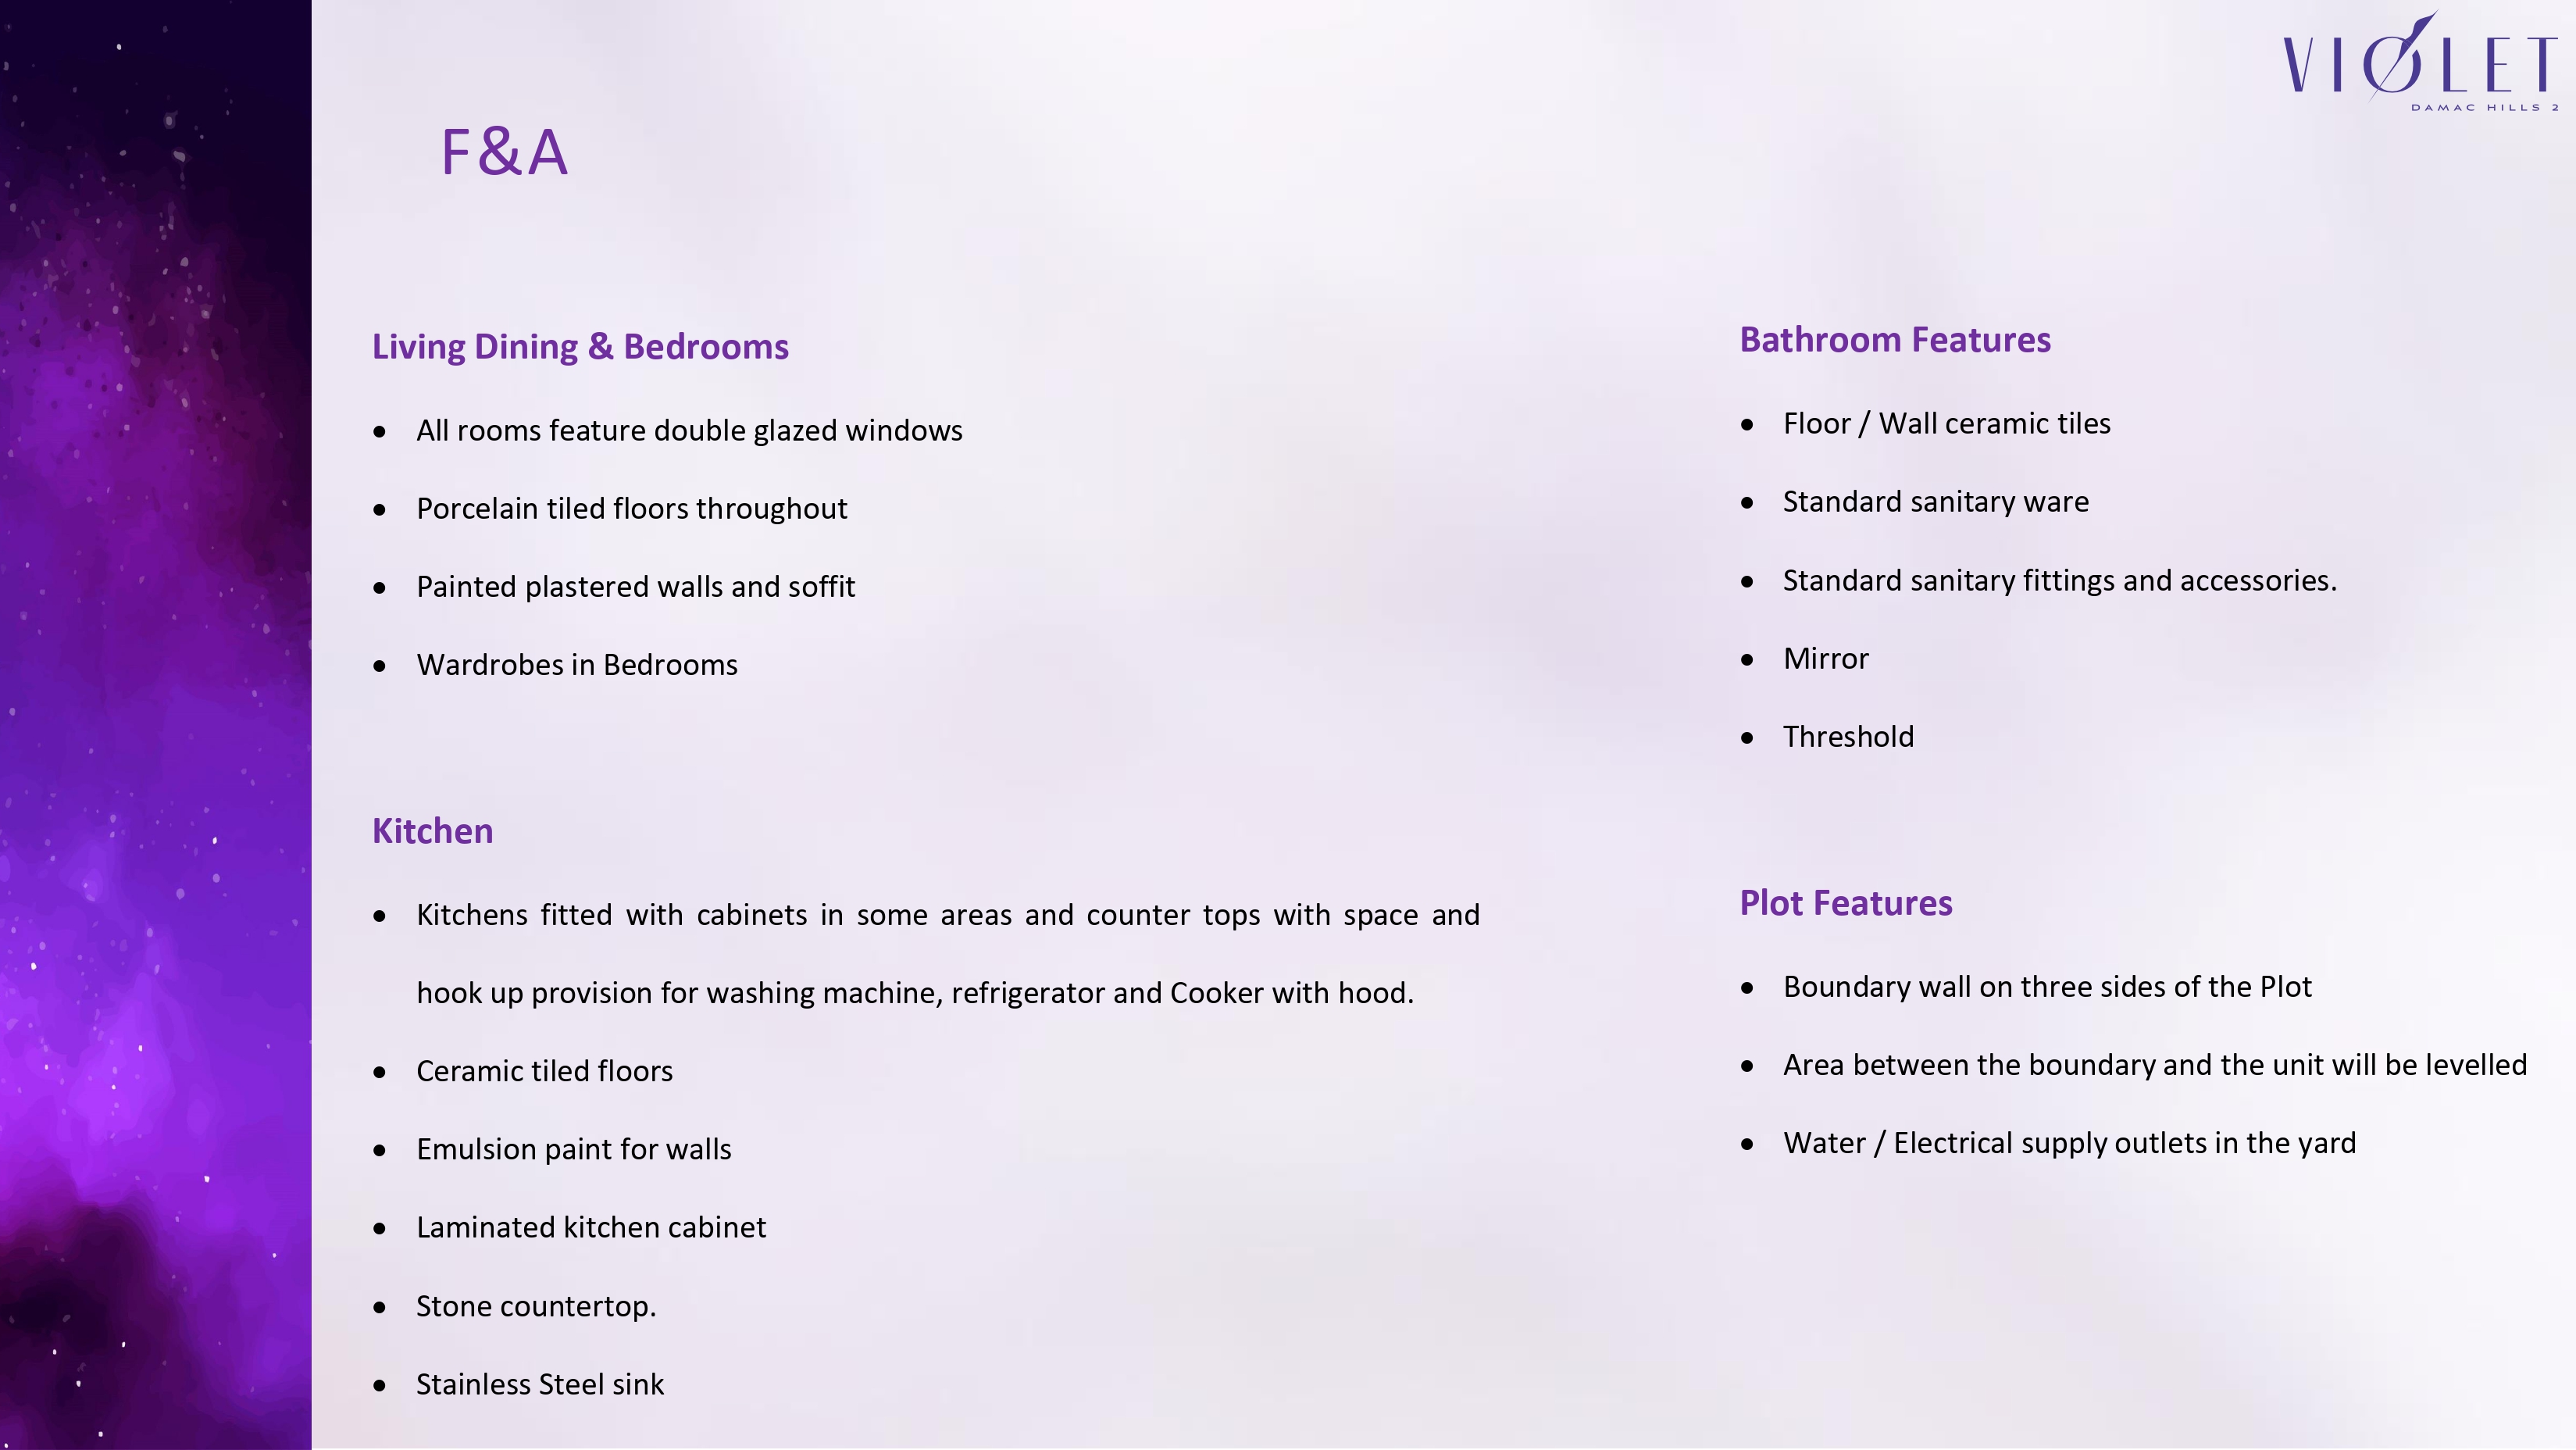 VIOLET
DAMAC HILLS 2
F&A
Living Dining & Bedrooms
• All rooms feature double glazed windows
• Porcelain tiled floors throughout
• Painted plastered walls and soffit
• Wardrobes in Bedrooms
Kitchen
• Kitchens fitted with cabinets in some areas and counter tops with space and
hook up provision for washing machine, refrigerator and Cooker with hood.
• Ceramic tiled floors
• Emulsion paint for walls
• Laminated kitchen cabinet
• Stone countertop.
• Stainless Steel sink
Bathroom Features
• Floor / Wall ceramic tiles
• Standard sanitary ware
• Standard sanitary fittings and accessories.
• Mirror
• Threshold
Plot Features
• Boundary wall on three sides of the Plot
• Area between the boundary and the unit will be levelled
• Water / Electrical supply outlets in the yard